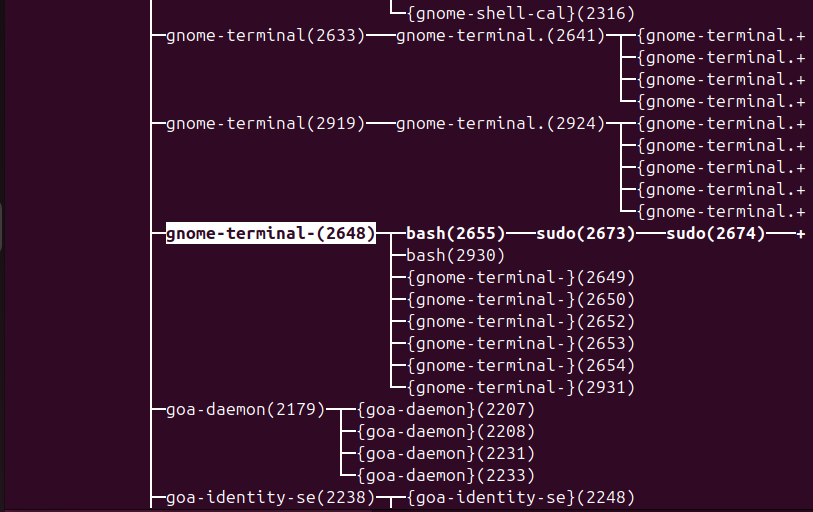 {gnome-shell-cal}(2316)
gnome-terminal(2633)───gnome-terminal.(2641)─┬─{gnome-terminal.+
├─{gnome-terminal.+
├─{gnome-terminal.+
└─{gnome-terminal.+
gnome-terminal(2919)───gnome-terminal.(2924)─┬─{gnome-terminal.+
├─{gnome-terminal.+
├─{gnome-terminal.+
├─{gnome-terminal.+
└─{gnome-terminal.+
gnome-terminal-(2648)─┬─bash(2655)───sudo(2673)───sudo(2674)───+
├─bash(2930)
├─{gnome-terminal-}(2649)
├─{gnome-terminal-}(2650)
├─{gnome-terminal-}(2652)
├─{gnome-terminal-}(2653)
├─{gnome-terminal-}(2654)
└─{gnome-terminal-}(2931)
goa-daemon(2179)─┬─{goa-daemon}(2207)
├─{goa-daemon}(2208)
├─{goa-daemon}(2231)
└─{goa-daemon}(2233)
goa-identity-se(2238)─┬─{goa-identity-se}(2248)